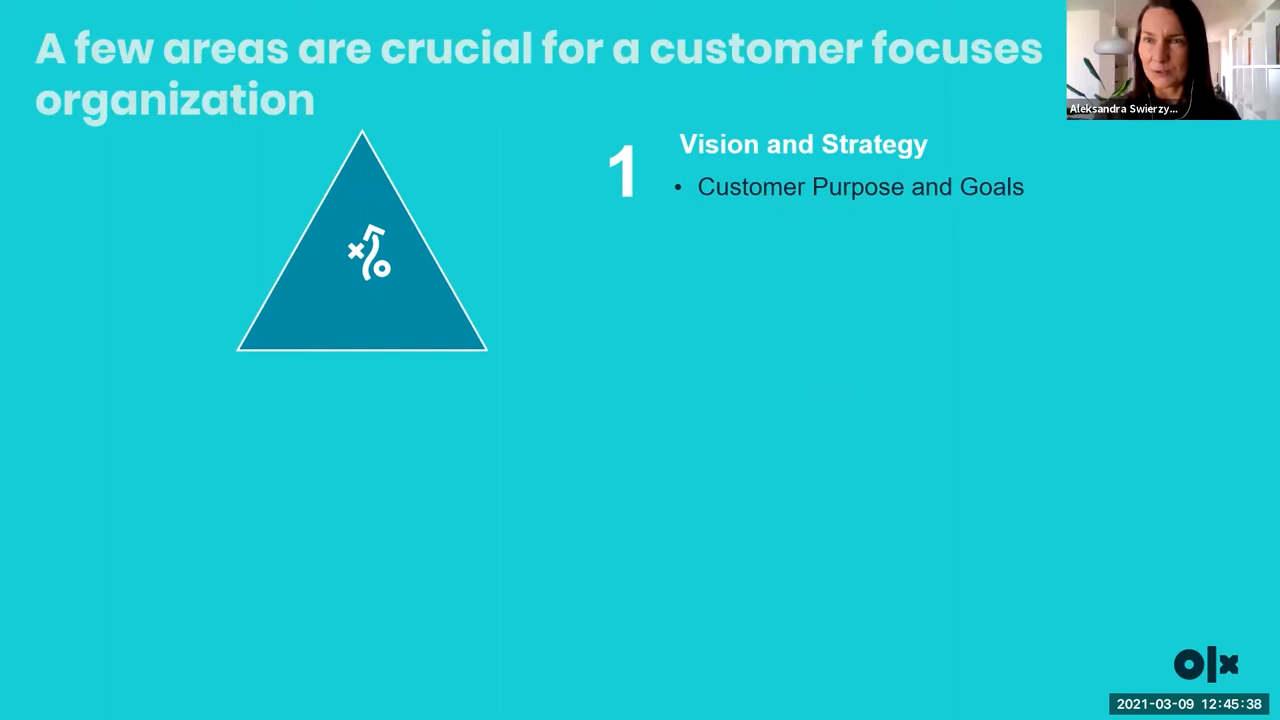 A few areas are crucial for a customer focuses
organization
Aleksandra Swierzy...
1
Vision and Strategy
• Customer Purpose and Goals
olx
2021-03-09 12:45:38